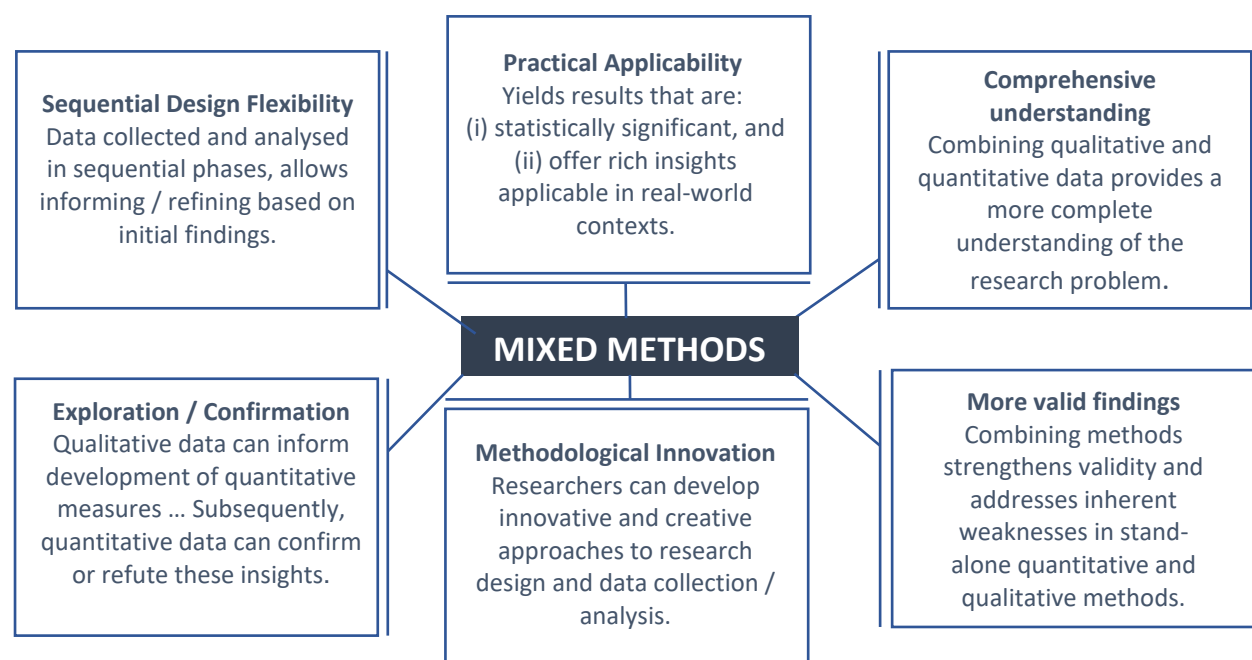 Sequential Design Flexibility
Data collected and analysed
in sequential phases, allows
informing / refining based on
initial findings.
Practical Applicability
Yields results that are:
(i) statistically significant, and
(ii) offer rich insights
applicable in real-world
contexts.
Comprehensive
understanding
Combining qualitative and
quantitative data provides a
more complete
understanding of the
research problem.
MIXED METHODS
Exploration / Confirmation
Qualitative data can inform
development of quantitative
measures ... Subsequently,
quantitative data can confirm
or refute these insights.
Methodological Innovation
Researchers can develop
innovative and creative
approaches to research
design and data collection /
analysis.
More valid findings
Combining methods
strengthens validity and
addresses inherent
weaknesses in stand-
alone quantitative and
qualitative methods.